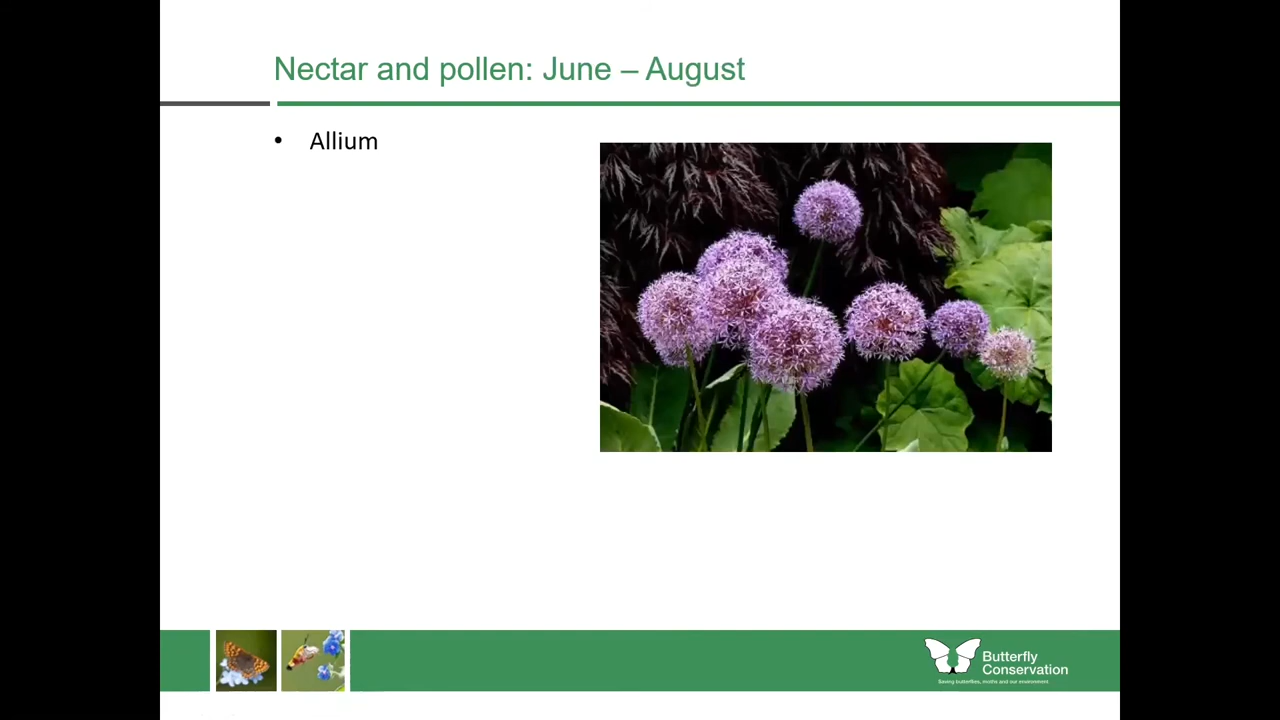 Nectar and pollen: June – August
• Allium
Butterfly
Conservation
Saving butterflies, moths and our environment